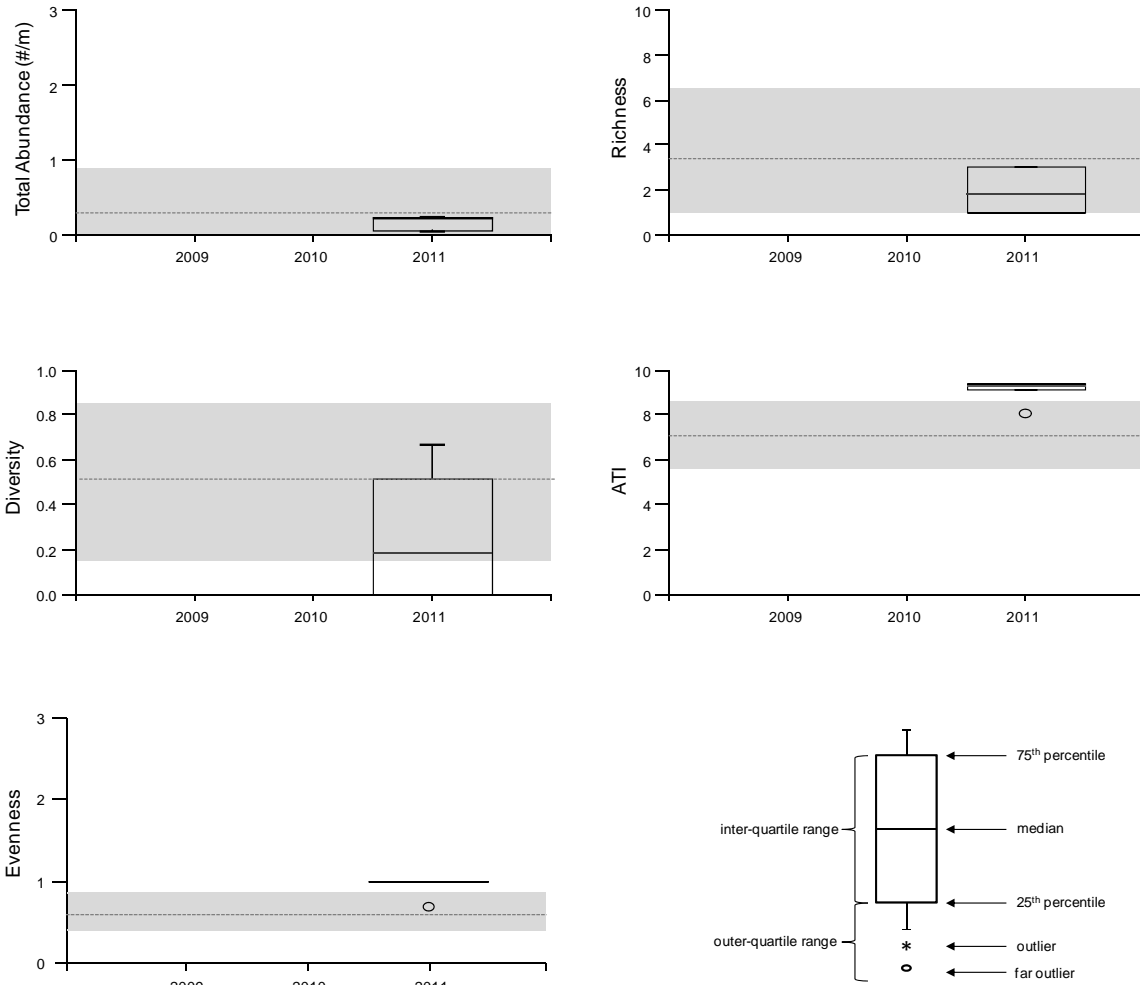 Total Abundance (#/m)
3
2
1
0
2009 2010 2011
Richness
10
8
6
4
2
0
2009 2010 2011
Diversity
1.0
0.8
0.6
0.4
0.2
0.0
2009 2010 2011
ATI
10
8
6
4
2
0
2009 2010 2011
Evenness
3
2
1
0
2009 2010 2011
75th percentile
inter-quartile range
median
25th percentile
outer-quartile range
*
outlier
far outlier